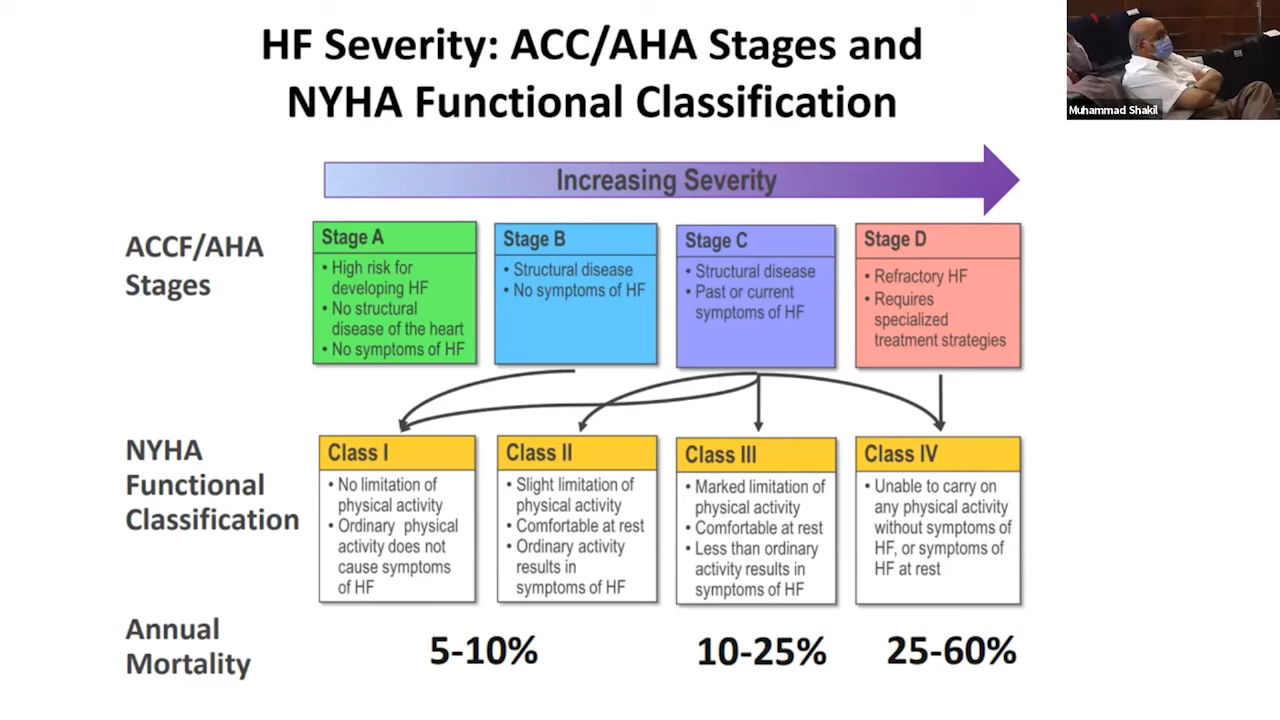 HF Severity: ACC/AHA Stages and
NYHA Functional Classification
Muhammad Shakil
Increasing Severity
ACCF/AHA
Stages
Stage A
• High risk for
developing HF
• No structural
disease of the heart
• No symptoms of HF
Stage B
• Structural disease
• No symptoms of HF
Stage C
• Structural disease
• Past or current
symptoms of HF
Stage D
• Refractory HF
• Requires
specialized
treatment strategies
NYHA
Functional
Classification
Class I
• No limitation of
physical activity
• Ordinary physical
activity does not
cause symptoms
of HF
Class II
• Slight limitation of
physical activity
• Comfortable at rest
• Ordinary activity
results in
symptoms of HF
Class III
• Marked limitation of
physical activity
• Comfortable at rest
• Less than ordinary
activity results in
symptoms of HF
Class IV
• Unable to carry on
any physical activity
without symptoms of
HF, or symptoms of
HF at rest
Annual
Mortality
5-10%
10-25%
25-60%